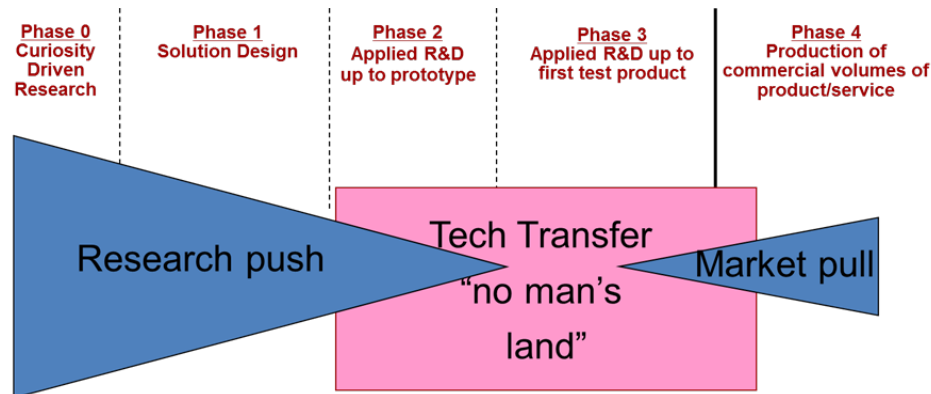 Phase 0
Curiosity
Driven
Research
Phase 1
Solution Design
Phase 2
Applied R&D
up to prototype
Phase 3
Applied R&D up to
first test product
Phase 4
Production of
commercial volumes of
product/service
Research push
Tech Transfer
“no man’s
land”
Market pull